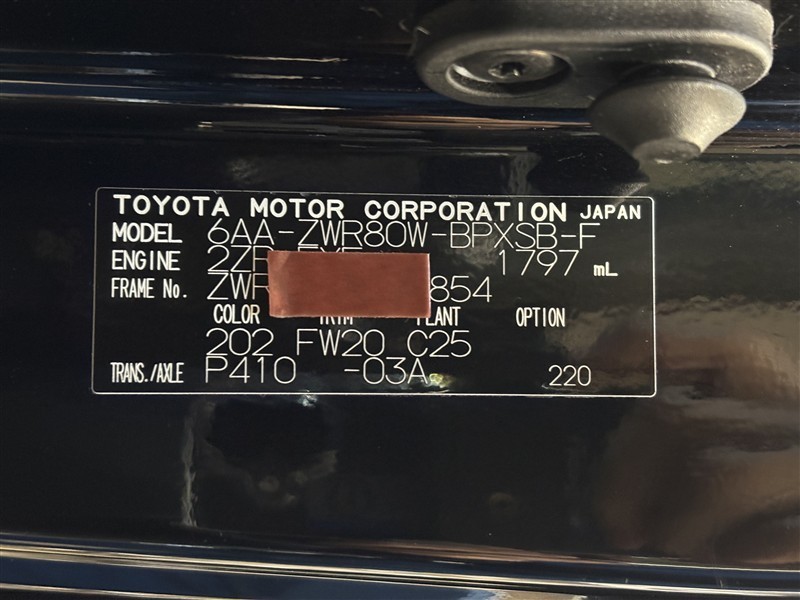 TOYOTA MOTOR CORPORATION JAPAN
MODEL 6AA-ZWR80W-BPXSB-F
ENGINE 1797 mL
FRAME No. 854
COLOR TRIM PLANT OPTION
202 FW20 C25
TRANS./AXLE P410 -03A 220